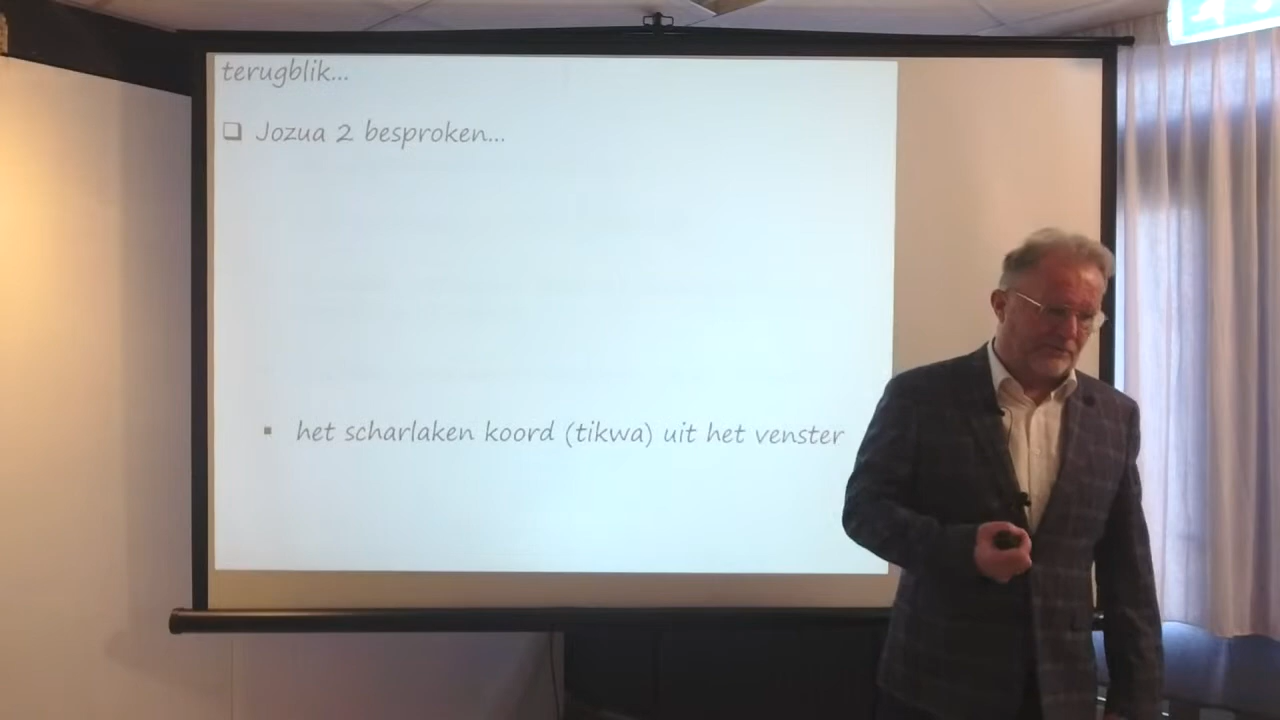 terugblik...
❑ Jozua 2 besproken...
▪ het scharlaken koord (tikwa) uit het venster